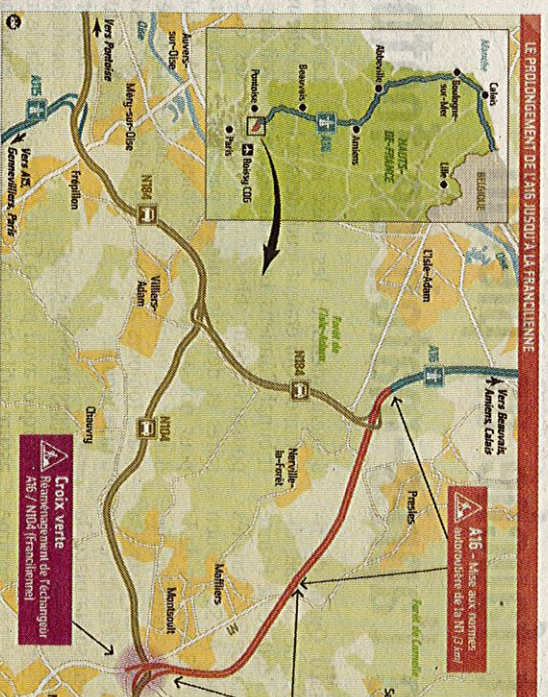 LE PROLONGEMENT DE L'A16 JUSQU'À LA FRANCILIENNE
Manche
Calais
Boulogne-
sur-Mer
BELGIQUE
Lille
Abbeville
HAUTS-
DE-FRANCE
Amiens
A16
Beauvais
Pontoise
Roissy CDG
Paris
Oise
L'Isle-Adam
A16
Vers Beauvais,
Amiens, Calais
A16 - Mise aux normes
autoroutière de la N1 (3 km)
Presles
Forêt de Carnelle
Forêt de
l'Isle-Adam
N184
Nerville-
la-Forêt
Maffliers
Montsoult
Auvers-
sur-Oise
Oise
Méry-sur-Oise
Vers Pontoise
A115
Vers A15,
Gennevilliers, Paris
Frépillon
N184
Villiers-
Adam
N104
Chauvry
Croix verte
Réaménagement de l'échangeur
A16 / N104 (Francilienne)